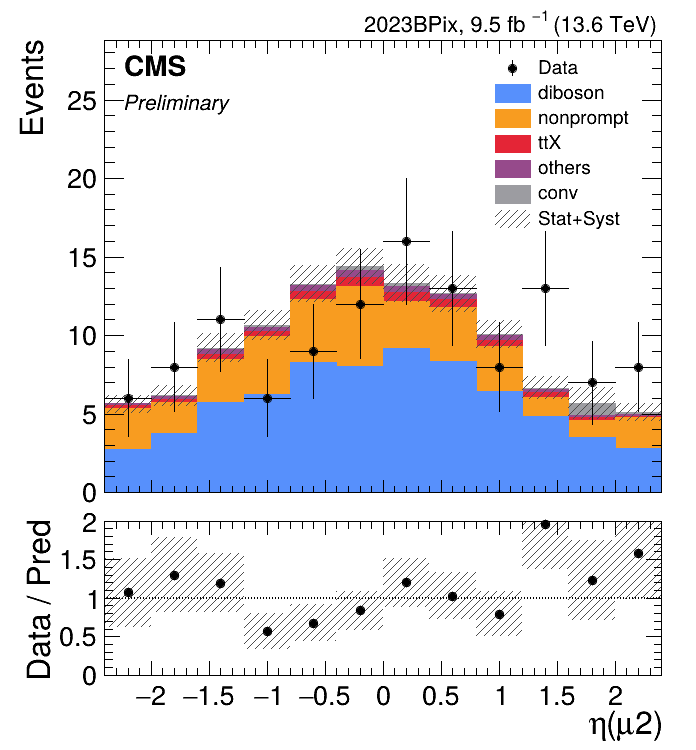 2023BPix, 9.5 fb⁻¹ (13.6 TeV)
CMS
Preliminary
Events
25
20
15
10
5
0
Data
diboson
nonprompt
ttX
others
conv
Stat+Syst
Data / Pred
2
1.5
1
0.5
0
−2 −1.5 −1 −0.5 0 0.5 1 1.5 2
η(μ2)